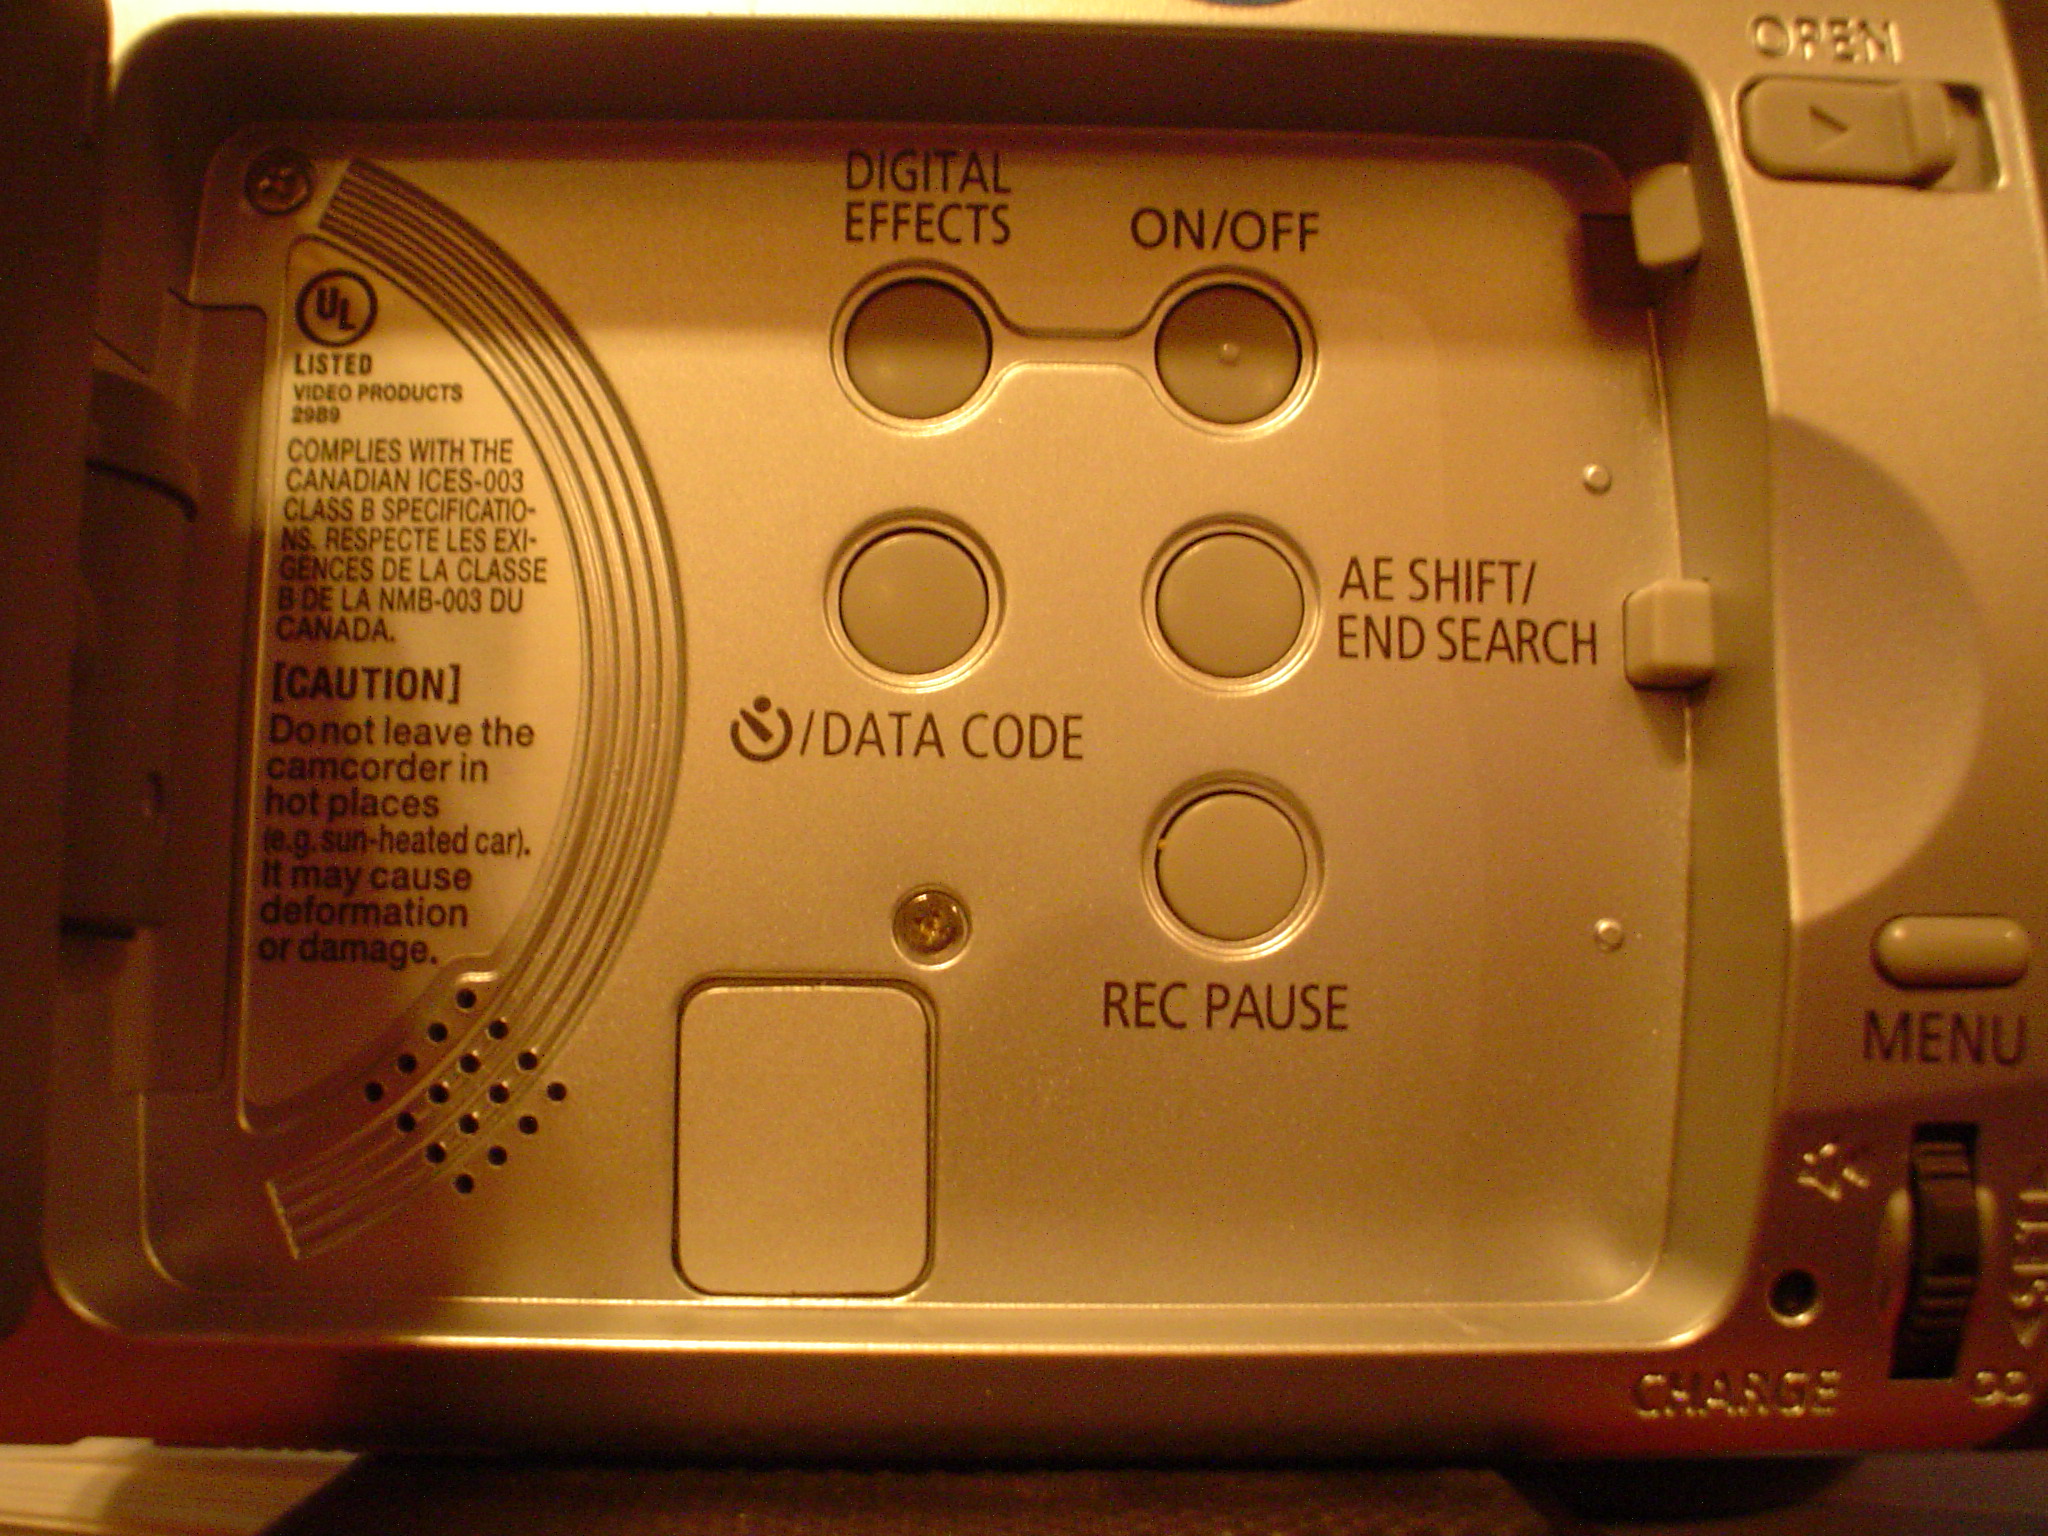 OPEN
DIGITAL
EFFECTS
ON/OFF
UL
LISTED
VIDEO PRODUCTS
29B9
COMPLIES WITH THE
CANADIAN ICES-003
CLASS B SPECIFICATIO-
NS. RESPECTE LES EXI-
GENCES DE LA CLASSE
B DE LA NMB-003 DU
CANADA.
[CAUTION]
Do not leave the
camcorder in
hot places
(e.g. sun-heated car).
It may cause
deformation
or damage.
AE SHIFT/
END SEARCH
/DATA CODE
REC PAUSE
MENU
SET
CHARGE